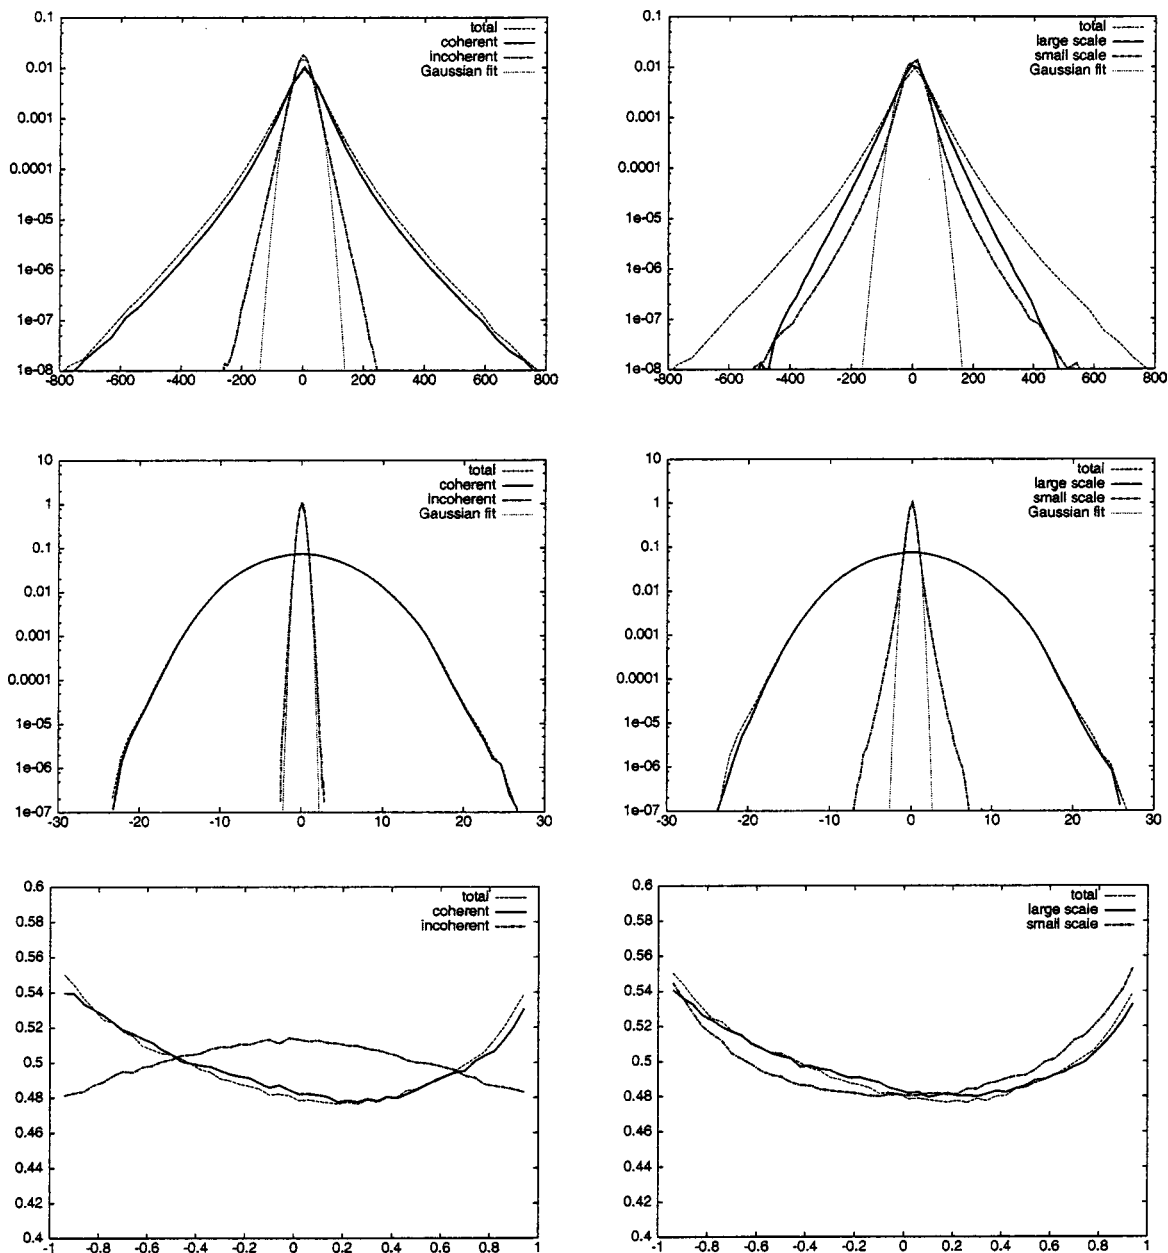 0.1
0.01
0.001
0.0001
1e-05
1e-06
1e-07
1e-08
-800 -600 -400 -200 0 200 400 600 800
total
coherent
incoherent
Gaussian fit
0.1
0.01
0.001
0.0001
1e-05
1e-06
1e-07
1e-08
-800 -600 -400 -200 0 200 400 600 800
total
large scale
small scale
Gaussian fit
10
1
0.1
0.01
0.001
0.0001
1e-05
1e-06
1e-07
-30 -20 -10 0 10 20 30
total
coherent
incoherent
Gaussian fit
10
1
0.1
0.01
0.001
0.0001
1e-05
1e-06
1e-07
-30 -20 -10 0 10 20 30
total
large scale
small scale
Gaussian fit
0.6
0.58
0.56
0.54
0.52
0.5
0.48
0.46
0.44
0.42
0.4
-1 -0.8 -0.6 -0.4 -0.2 0 0.2 0.4 0.6 0.8 1
total
coherent
incoherent
0.6
0.58
0.56
0.54
0.52
0.5
0.48
0.46
0.44
0.42
0.4
-1 -0.8 -0.6 -0.4 -0.2 0 0.2 0.4 0.6 0.8 1
total
large scale
small scale